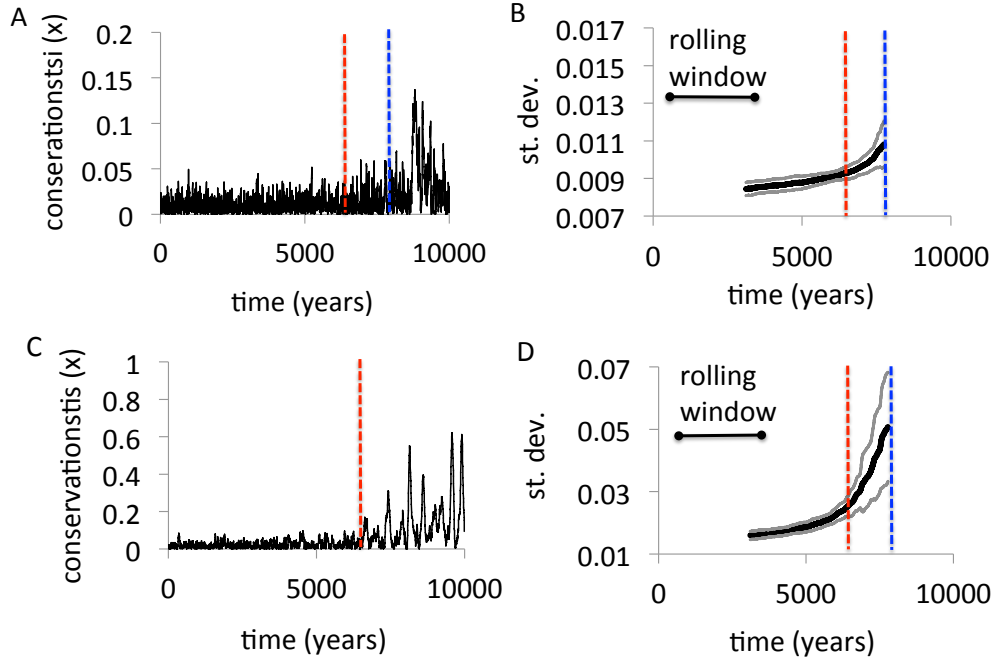 A
conserationstsi (x)
0.2
0.15
0.1
0.05
0
0
5000
10000
time (years)
B
st. dev.
0.017
0.015
0.013
0.011
0.009
0.007
rolling
window
0
5000
10000
time (years)
C
conservationstis (x)
1
0.8
0.6
0.4
0.2
0
0
5000
10000
time (years)
D
st. dev.
0.07
0.05
0.03
0.01
rolling
window
0
5000
10000
time (years)